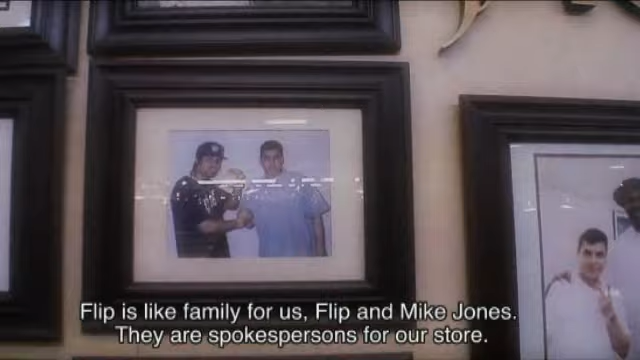 Flip is like family for us, Flip and Mike Jones.
They are spokespersons for our store.